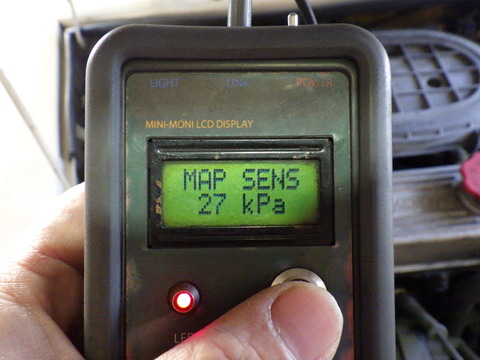 LIGHT LINK POWER
MINI-MONI LCD DISPLAY
MAP SENS
27 kPa